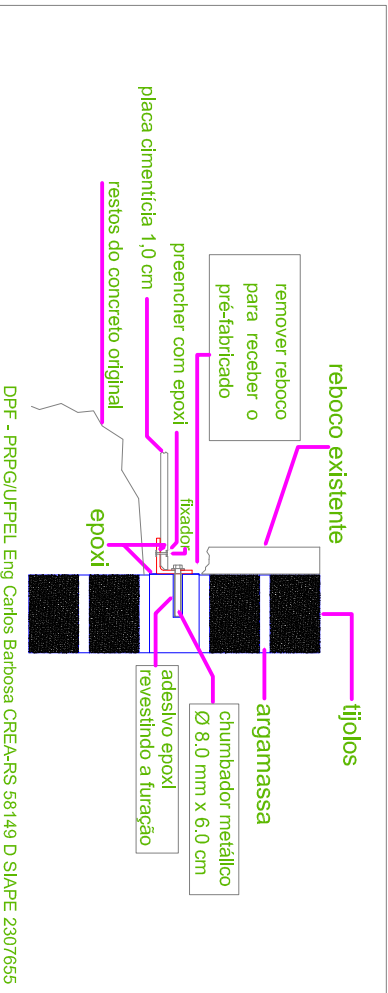 reboco existente
tijolos
remover reboco
para receber o
pré-fabricado
argamassa
chumbador metálico
Ø 8.0 mm x 6.0 cm
preencher com epoxi
fixador
placa cimentícia 1,0 cm
adesivo epoxi
revestindo a furação
epoxi
restos do concreto original
DPF - PRPG/UFPEL Eng Carlos Barbosa CREA-RS 58149 D SIAPE 2307655